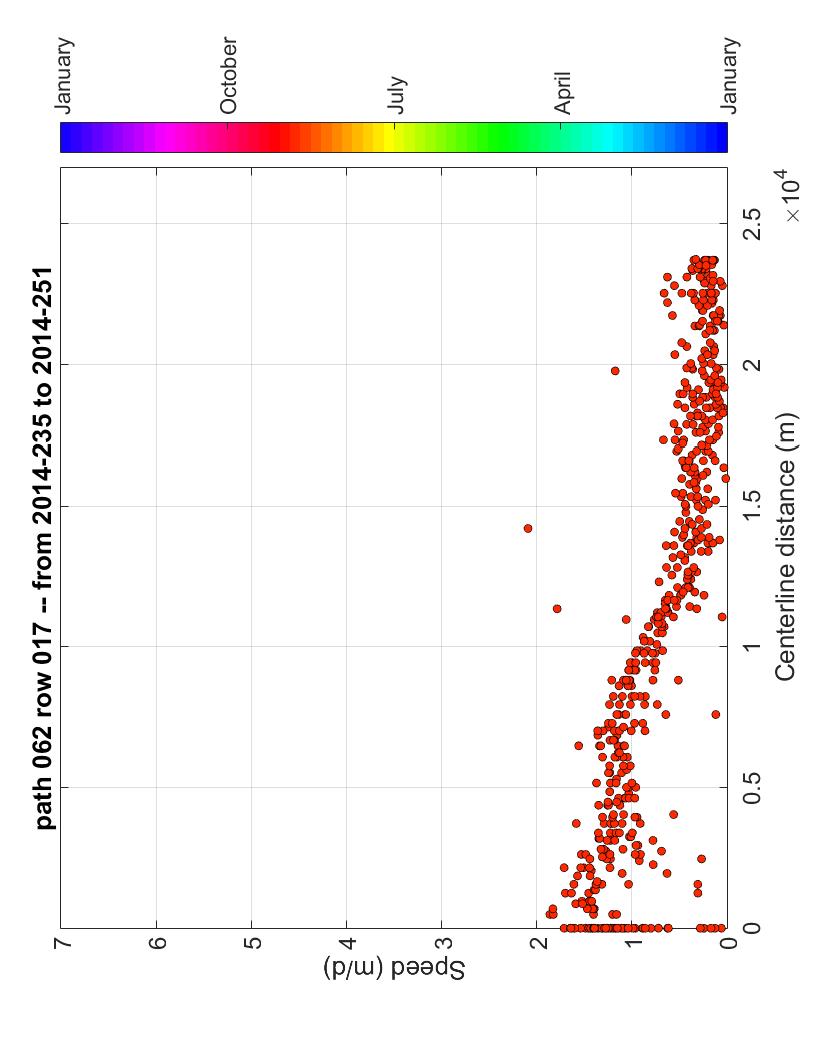 path 062 row 017 -- from 2014-235 to 2014-251
7
6
5
4
3
2
1
0
Speed (m/d)
0
0.5
1
1.5
2
2.5
×10^4
Centerline distance (m)
January
October
July
April
January